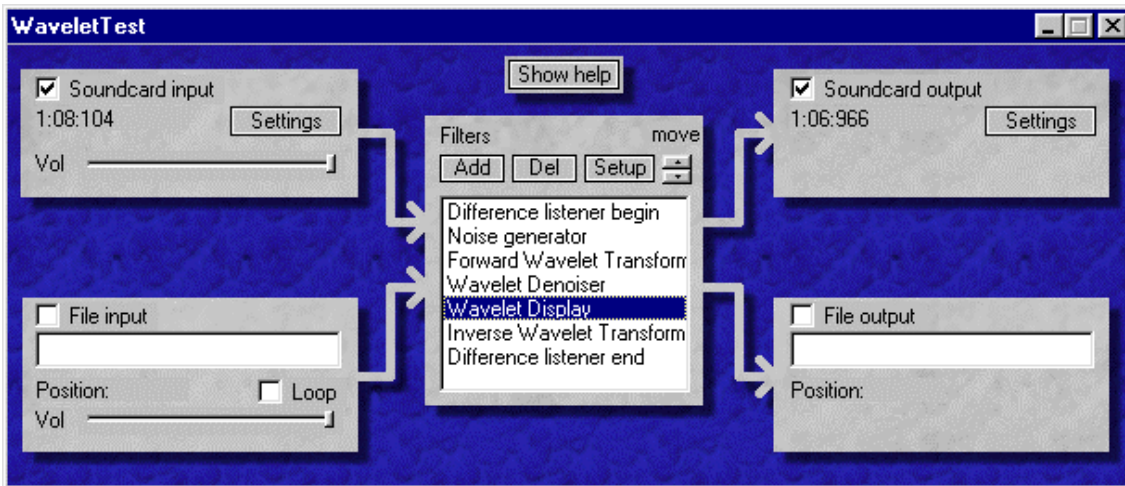 WaveletTest
Show help
Soundcard input
1:08:104 Settings
Vol
File input
Position: Loop
Vol
Filters move
Add Del Setup
Difference listener begin
Noise generator
Forward Wavelet Transform
Wavelet Denoiser
Wavelet Display
Inverse Wavelet Transform
Difference listener end
Soundcard output
1:06:966 Settings
File output
Position: